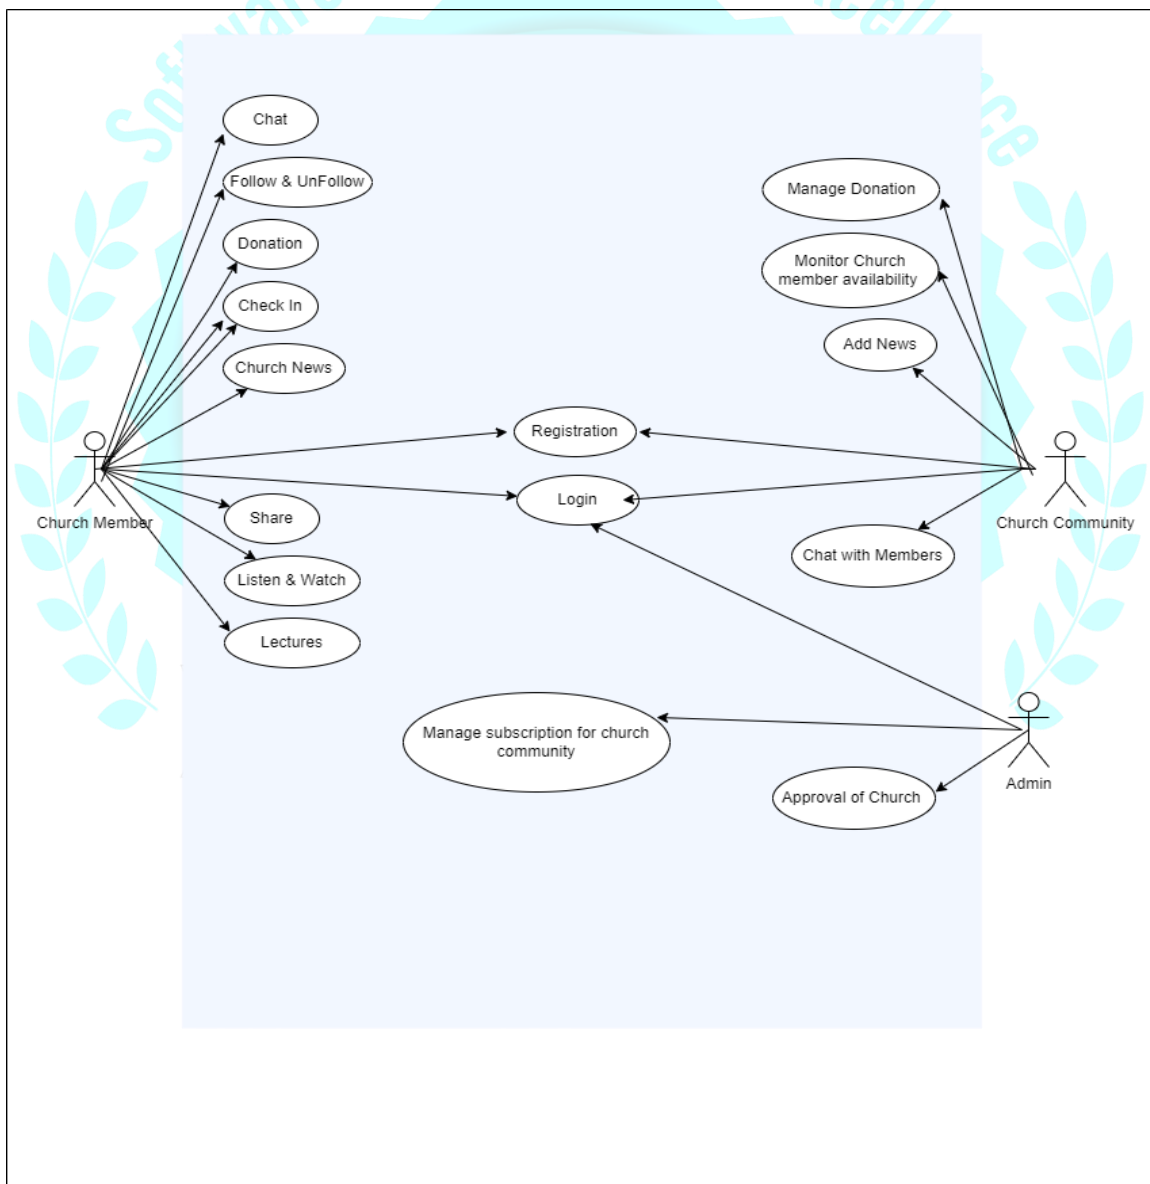 Chat
Follow & UnFollow
Donation
Check In
Church News
Manage Donation
Monitor Church
member availability
Add News
Registration
Login
Church Member
Share
Listen & Watch
Lectures
Church Community
Chat with Members
Manage subscription for church
community
Approval of Church
Admin